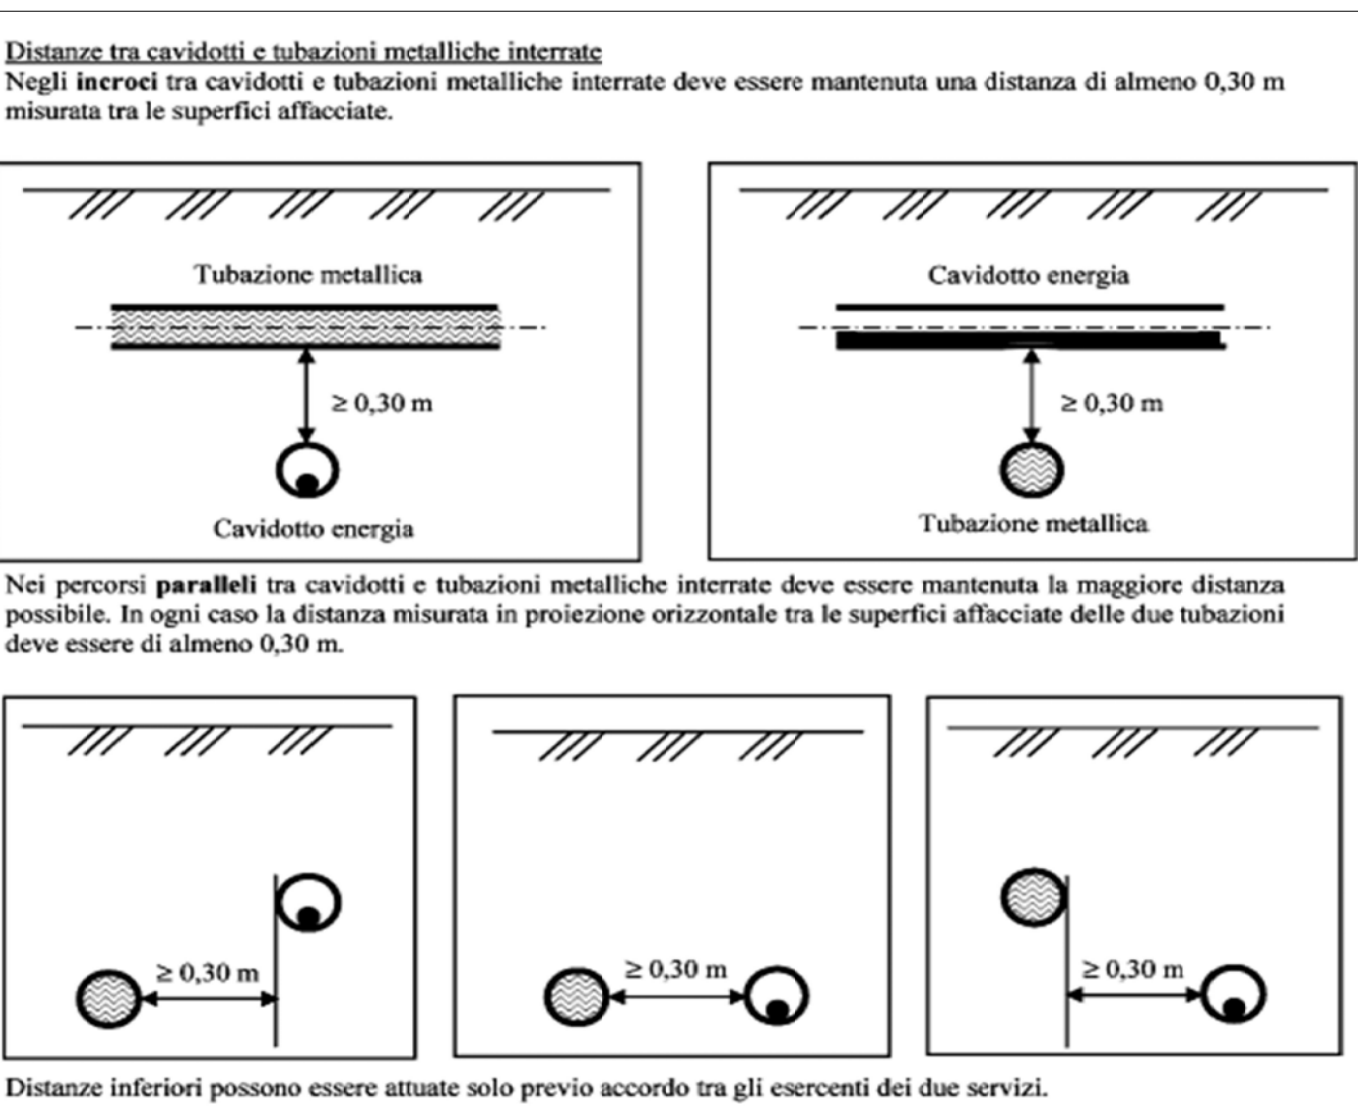 Distanze tra cavidotti e tubazioni metalliche interrate
Negli incroci tra cavidotti e tubazioni metalliche interrate deve essere mantenuta una distanza di almeno 0,30 m
misurata tra le superfici affacciate.
Tubazione metallica
≥ 0,30 m
Cavidotto energia
Cavidotto energia
≥ 0,30 m
Tubazione metallica
Nei percorsi paralleli tra cavidotti e tubazioni metalliche interrate deve essere mantenuta la maggiore distanza
possibile. In ogni caso la distanza misurata in proiezione orizzontale tra le superfici affacciate delle due tubazioni
deve essere di almeno 0,30 m.
≥ 0,30 m
≥ 0,30 m
≥ 0,30 m
Distanze inferiori possono essere attuate solo previo accordo tra gli esercenti dei due servizi.